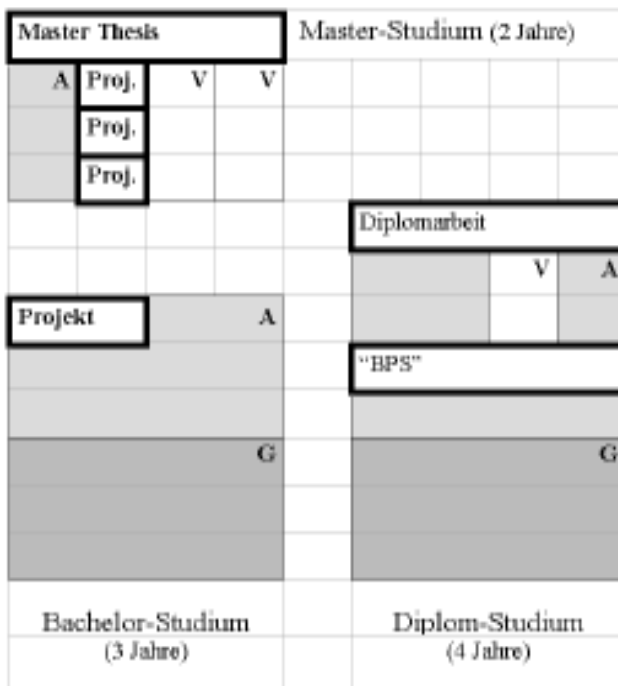 Master Thesis Master-Studium (2 Jahre)
A Proj. V V
Proj.
Proj.
Diplomarbeit
V A
Projekt A
“BPS”
G G
Bachelor-Studium Diplom-Studium
(3 Jahre) (4 Jahre)